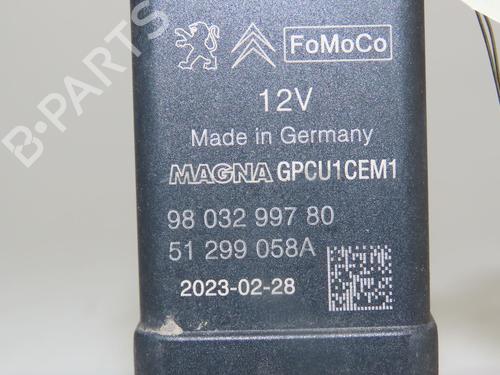 FoMoCo
12V
Made in Germany
MAGNA GPCU1CEM1
98 032 997 80
51 299 058A
2023-02-28
B-PARTS